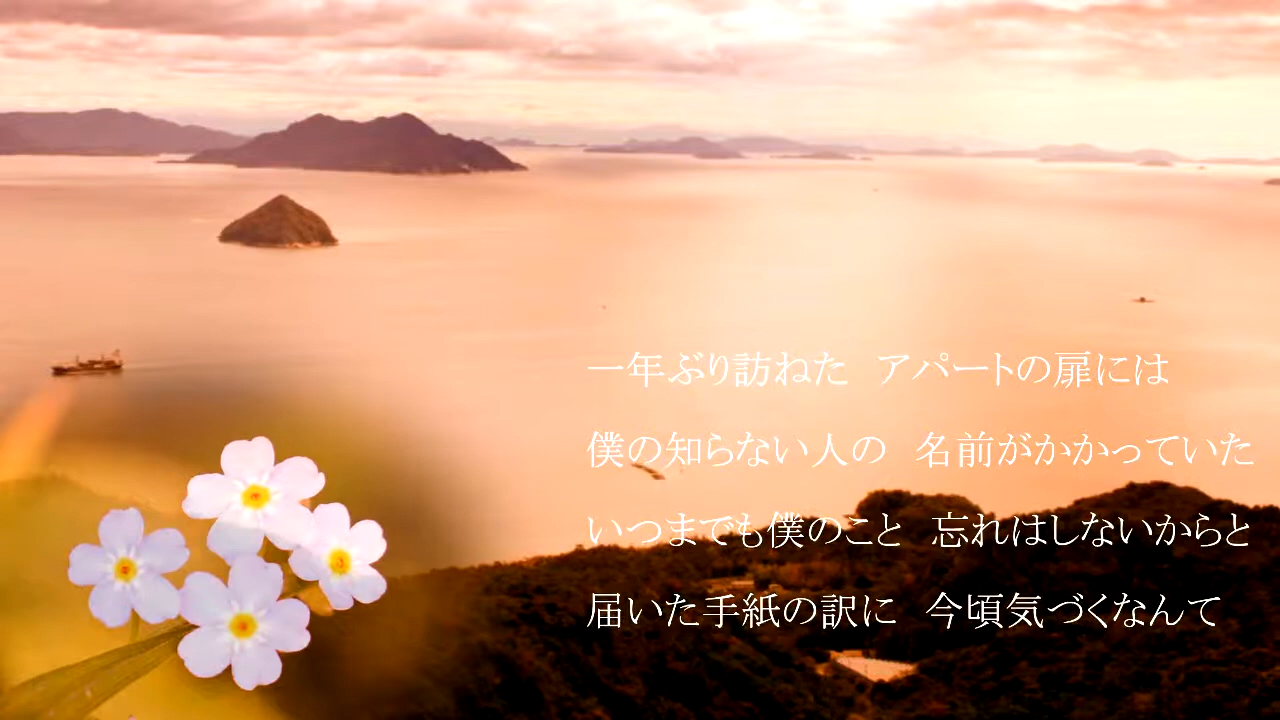 一年ぶり訪ねた　アパートの扉には
僕の知らない人の　名前がかかっていた
いつまでも僕のこと　忘れはしないからと
届いた手紙の訳に　今頃気づくなんて